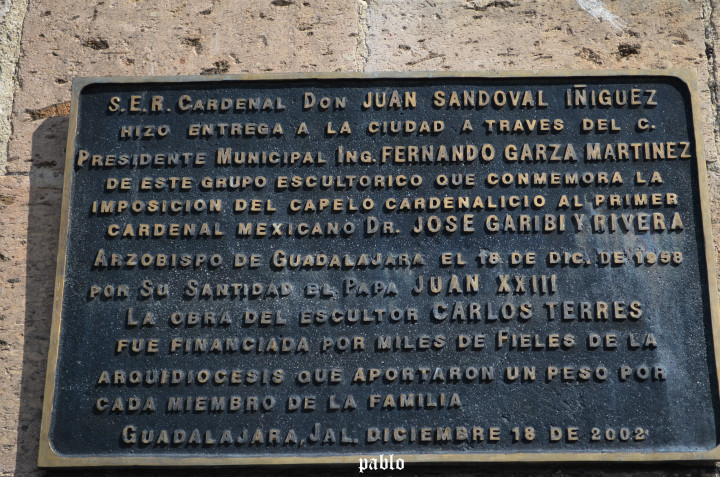 S.E.R. CARDENAL DON JUAN SANDOVAL IÑIGUEZ
HIZO ENTREGA A LA CIUDAD A TRAVES DEL C.
PRESIDENTE MUNICIPAL ING. FERNANDO GARZA MARTINEZ
DE ESTE GRUPO ESCULTORICO QUE CONMEMORA LA
IMPOSICION DEL CAPELO CARDENALICIO AL PRIMER
CARDENAL MEXICANO DR. JOSE GARIBI Y RIVERA
ARZOBISPO DE GUADALAJARA EL 18 DE DIC. DE 1958
POR SU SANTIDAD EL PAPA JUAN XXIII
LA OBRA DEL ESCULTOR CARLOS TERRES
FUE FINANCIADA POR MILES DE FIELES DE LA
ARQUIDIOCESIS QUE APORTARON UN PESO POR
CADA MIEMBRO DE LA FAMILIA
GUADALAJARA, JAL. DICIEMBRE 18 DE 2002
pablo